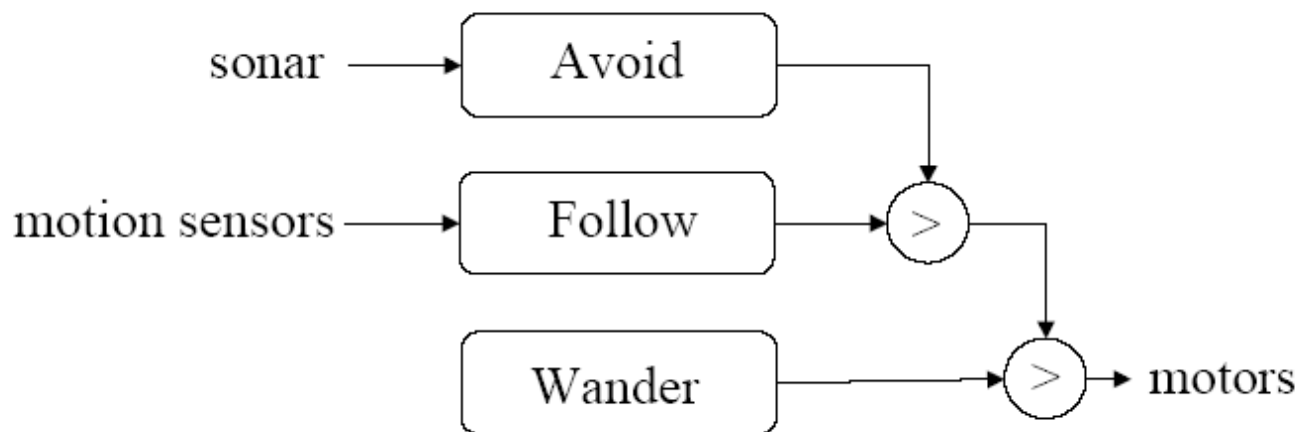 sonar
Avoid
motion sensors
Follow
>
Wander
>
motors